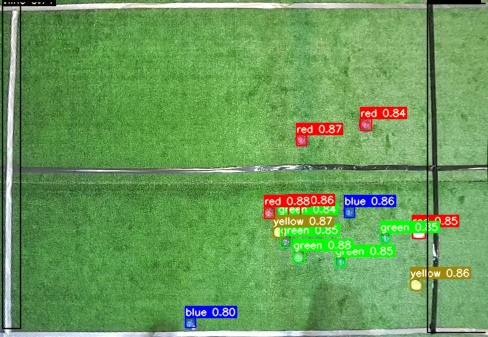 red 0.84
red 0.87
red 0.88
0.86
blue 0.86
green 0.84
yellow 0.87
red 0.85
green 0.85
green 0.85
green 0.88
green 0.85
yellow 0.86
blue 0.80